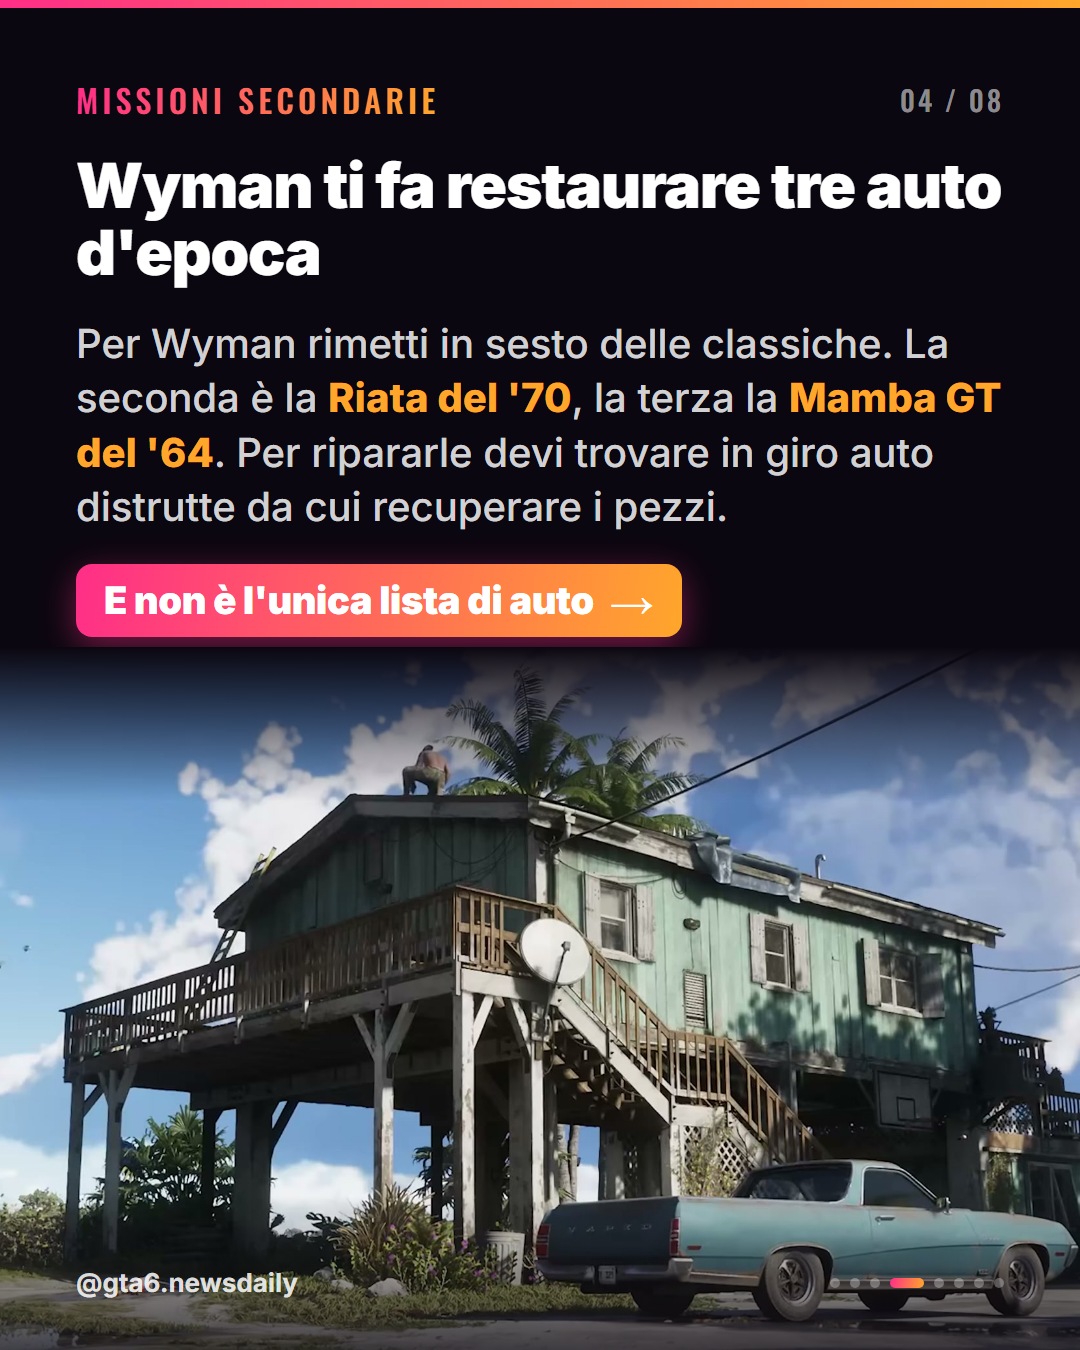 MISSIONI SECONDARIE
04 / 08
Wyman ti fa restaurare tre auto
d'epoca
Per Wyman rimetti in sesto delle classiche. La
seconda è la Riata del '70, la terza la Mamba GT
del '64. Per ripararle devi trovare in giro auto
distrutte da cui recuperare i pezzi.
E non è l'unica lista di auto →
@gta6.newsdaily